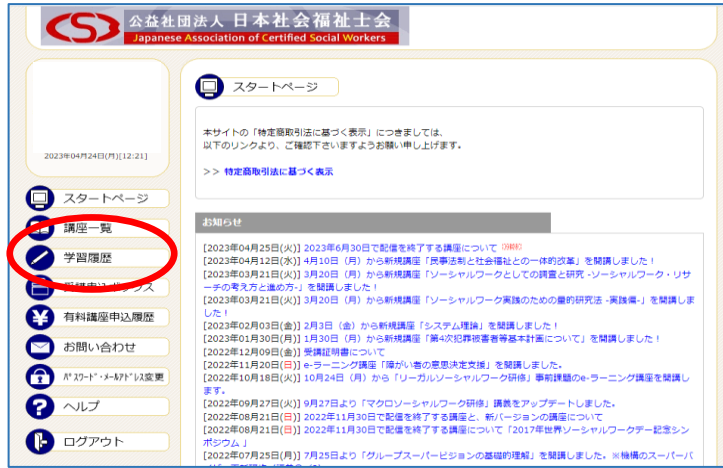 公益社団法人 日本社会福祉士会
Japanese Association of Certified Social Workers
2023年04月24日(月)[12:21]
スタートページ
講座一覧
学習履歴
有料講座申込履歴
お問い合わせ
パスワード・メールアドレス変更
ヘルプ
ログアウト
スタートページ
本サイトの「特定商取引法に基づく表示」につきましては、
以下のリンクより、ご確認下さいますようお願い申し上げます。
>> 特定商取引法に基づく表示
お知らせ
[2023年04月25日(火)] 2023年6月30日で配信を終了する講座について
[2023年04月12日(水)] 4月10日（月）から新規講座「民事法制と社会福祉との一体的改革」を開講しました！
[2023年03月21日(火)] 3月20日（月）から新規講座「ソーシャルワークとしての調査と研究 -ソーシャルワーク・リサ
ーチの考え方と進め方-」を開講しました！
[2023年03月21日(火)] 3月20日（月）から新規講座「ソーシャルワーク実践のための量的研究法 -実践編-」を開講しま
した！
[2023年02月03日(金)] 2月3日（金）から新規講座「システム理論」を開講しました！
[2023年01月30日(月)] 1月30日（月）から新規講座「第4次犯罪被害者等基本計画について」を開講しました！
[2022年12月09日(金)] 受講証明書について
[2022年11月20日(日)] e-ラーニング講座「障がい者の意思決定支援」を開講しました。
[2022年10月18日(火)] 10月24日（月）から「リーガルソーシャルワーク研修」事前課題のe-ラーニング講座を開講しま
す。
[2022年09月27日(火)] 9月27日より「マクロソーシャルワーク研修」講義をアップデートしました。
[2022年08月21日(日)] 2022年11月30日で配信を終了する講座と、新バージョンの講座について
[2022年08月21日(日)] 2022年11月30日で配信を終了する講座について「2017年世界ソーシャルワークデー記念シン
ポジウム 」
[2022年07月25日(月)] 7月25日より「グループスーパービジョンの基礎的理解」を開講しました。※機構のスーパーバ